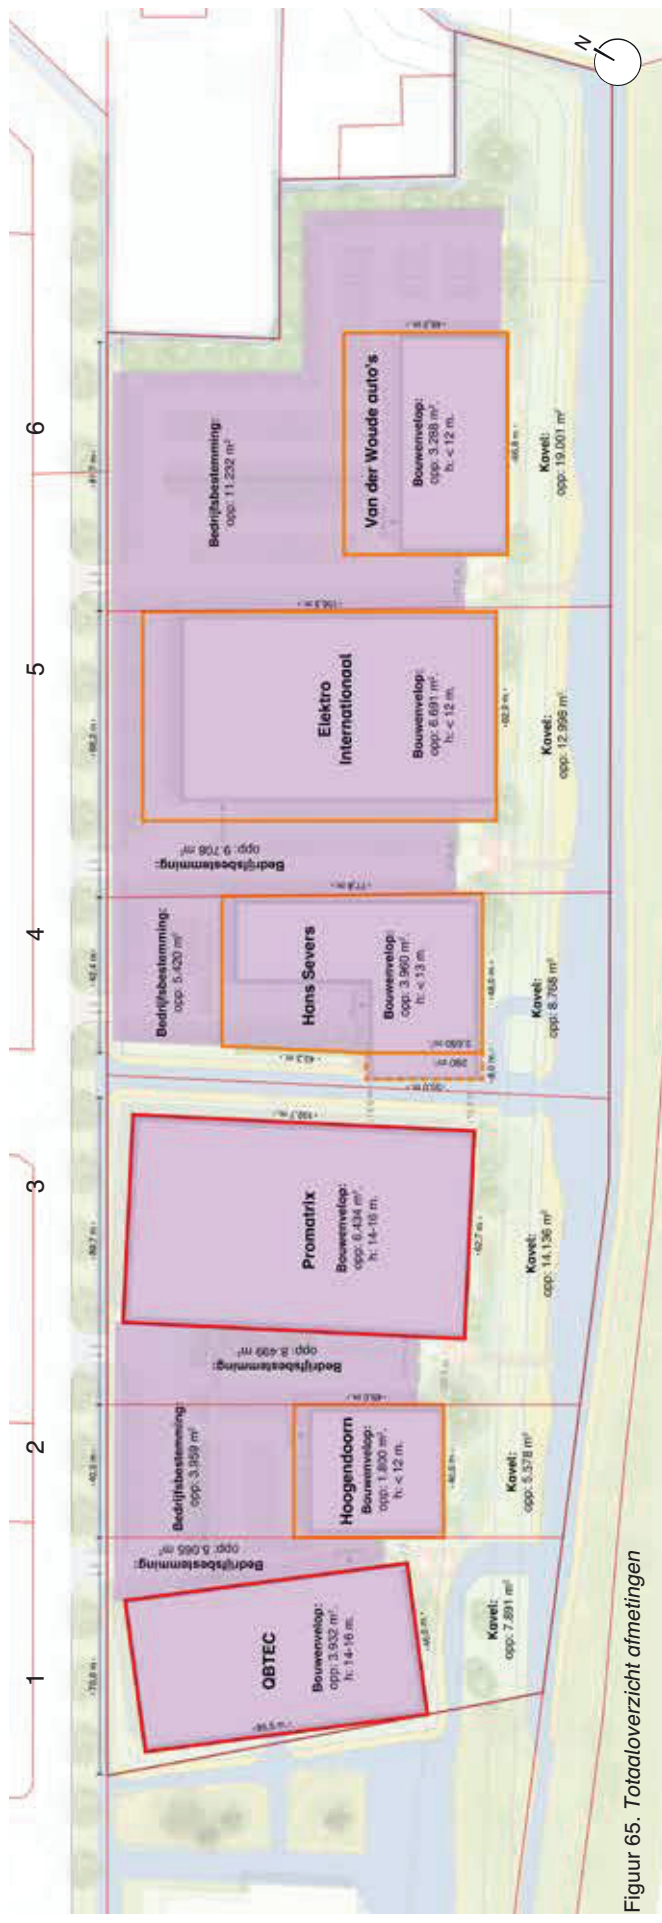 1
2
3
4
5
6
N
QBTEC
Bouwenvelop:
opp: 3.932 m².
h: 14-16 m.
Bedrijfsbestemming:
opp: 5.065 m²
Kavel:
opp: 7.891 m²
Hoogendoorn
Bouwenvelop:
opp: 1.800 m².
h: < 12 m.
Bedrijfsbestemming:
opp: 3.959 m²
Kavel:
opp: 5.578 m²
Promatrix
Bouwenvelop:
opp: 6.434 m².
h: 14-16 m.
Bedrijfsbestemming:
opp: 8.499 m²
Kavel:
opp: 14.136 m²
Hans Severs
Bouwenvelop:
opp: 3.960 m².
h: < 13 m.
Bedrijfsbestemming:
opp: 5.420 m²
Kavel:
opp: 8.768 m²
Elektro
Internationaal
Bouwenvelop:
opp: 6.691 m².
h: < 12 m.
Bedrijfsbestemming:
opp: 9.708 m²
Kavel:
opp: 12.998 m²
Van der Woude auto's
Bouwenvelop:
opp: 3.288 m².
h: < 12 m.
Bedrijfsbestemming:
opp: 11.232 m²
Kavel:
opp: 19.001 m²
Figuur 65. Totaaloverzicht afmetingen